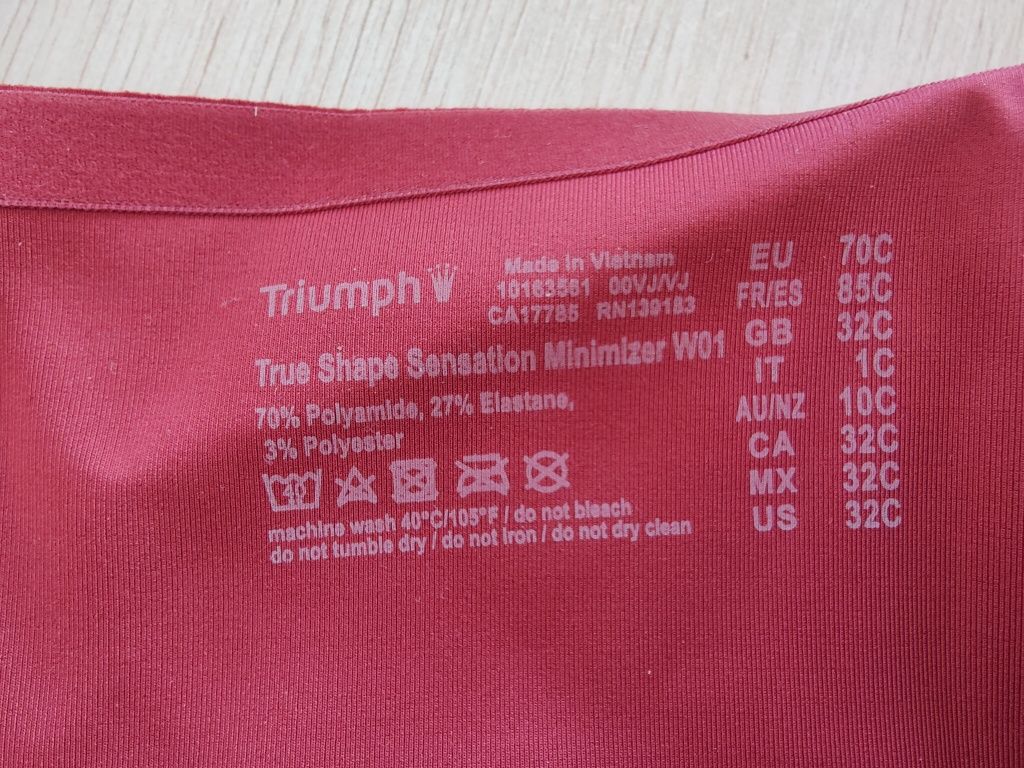 Triumph
Made in Vietnam
10163561 00VJ/VJ
CA17785 RN139183
True Shape Sensation Minimizer W01
70% Polyamide, 27% Elastane,
3% Polyester
40
machine wash 40°C/105°F / do not bleach
do not tumble dry / do not iron / do not dry clean
EU 70C
FR/ES 85C
GB 32C
IT 1C
AU/NZ 10C
CA 32C
MX 32C
US 32C